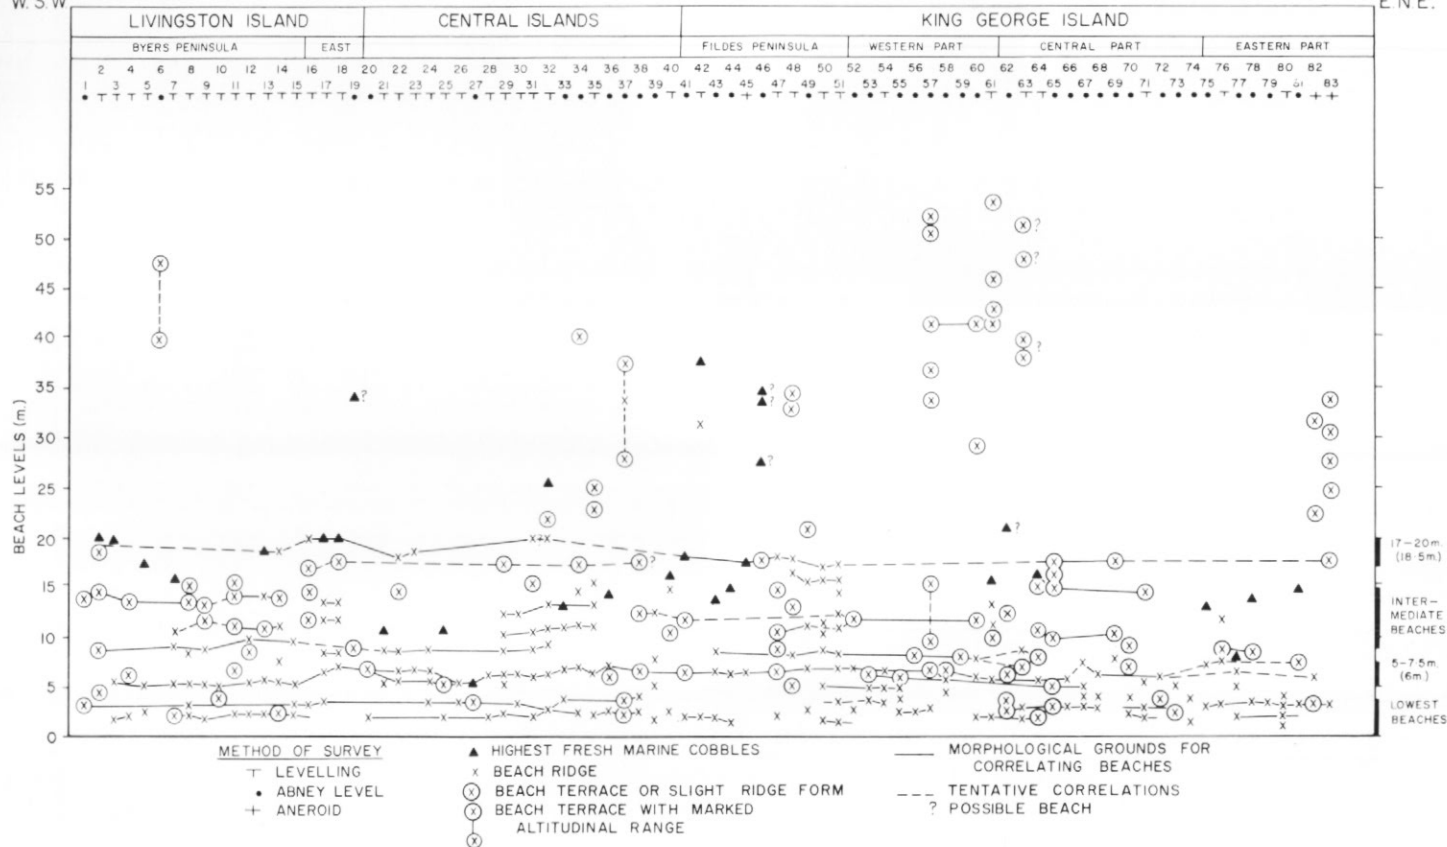 W. S. W. E. N. E.
LIVINGSTON ISLAND CENTRAL ISLANDS KING GEORGE ISLAND
BYERS PENINSULA EAST FILDES PENINSULA WESTERN PART CENTRAL PART EASTERN PART
2 4 6 8 10 12 14 16 18 20 22 24 26 28 30 32 34 36 38 40 42 44 46 48 50 52 54 56 58 60 62 64 66 68 70 72 74 76 78 80 82
1 3 5 7 9 11 13 15 17 19 21 23 25 27 29 31 33 35 37 39 41 43 45 47 49 51 53 55 57 59 61 63 65 67 69 71 73 75 77 79 81 83
55
50
45
40
35
30
25
20
15
10
5
0
BEACH LEVELS (m.)
? ? ? ? ? ? ? ? ? ?
17-20m.
(18·5m.)
INTER-
MEDIATE
BEACHES
5-7·5m.
(6m.)
LOWEST
BEACHES
METHOD OF SURVEY
LEVELLING
ABNEY LEVEL
ANEROID
HIGHEST FRESH MARINE COBBLES
BEACH RIDGE
BEACH TERRACE OR SLIGHT RIDGE FORM
BEACH TERRACE WITH MARKED
ALTITUDINAL RANGE
MORPHOLOGICAL GROUNDS FOR
CORRELATING BEACHES
TENTATIVE CORRELATIONS
? POSSIBLE BEACH